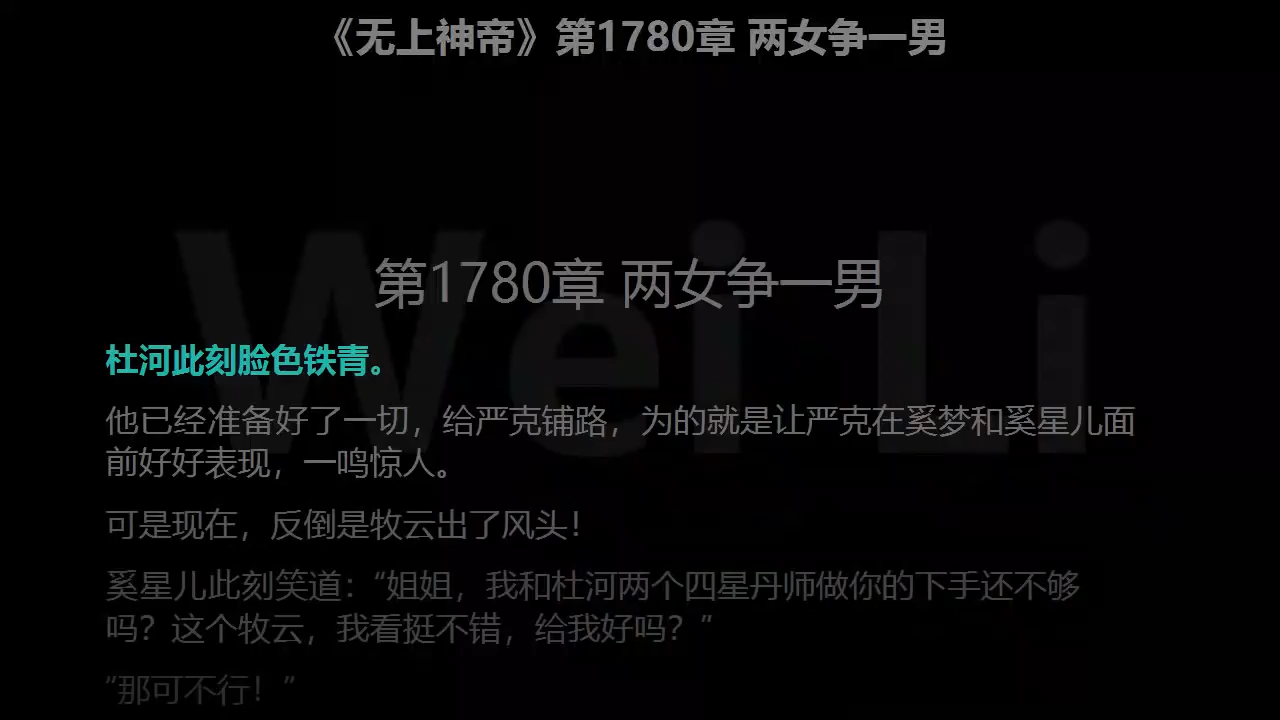 《无上神帝》第1780章 两女争一男
Wei Li
第1780章 两女争一男
杜河此刻脸色铁青。
他已经准备好了一切，给严克铺路，为的就是让严克在奚梦和奚星儿面
前好好表现，一鸣惊人。
可是现在，反倒是牧云出了风头！
奚星儿此刻笑道：“姐姐，我和杜河两个四星丹师做你的下手还不够
吗？这个牧云，我看挺不错，给我好吗？”
“那可不行！”